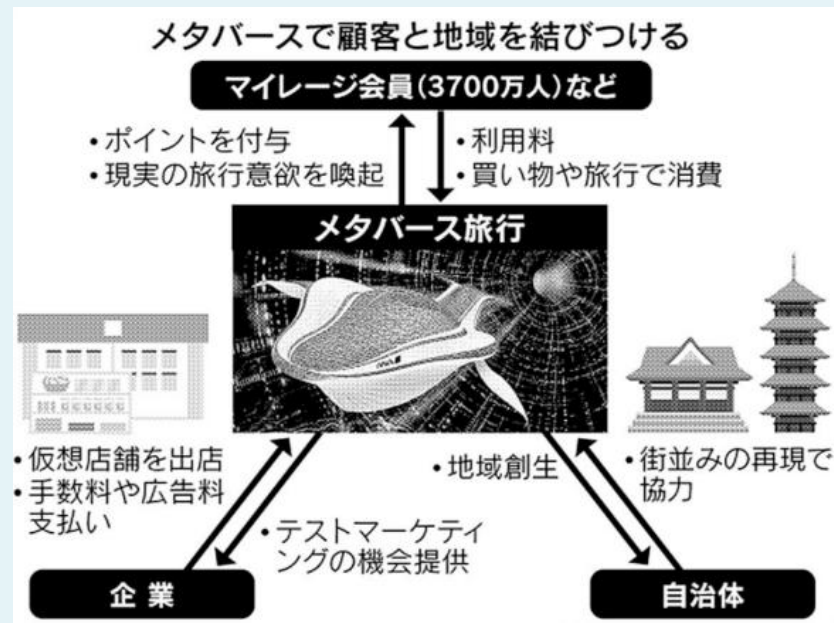 メタバースで顧客と地域を結びつける
マイレージ会員(3700万人)など
・ポイントを付与
・現実の旅行意欲を喚起
・利用料
・買い物や旅行で消費
メタバース旅行
・仮想店舗を出店
・手数料や広告料
支払い
・テストマーケティ
ングの機会提供
・地域創生
・街並みの再現で
協力
企業
自治体